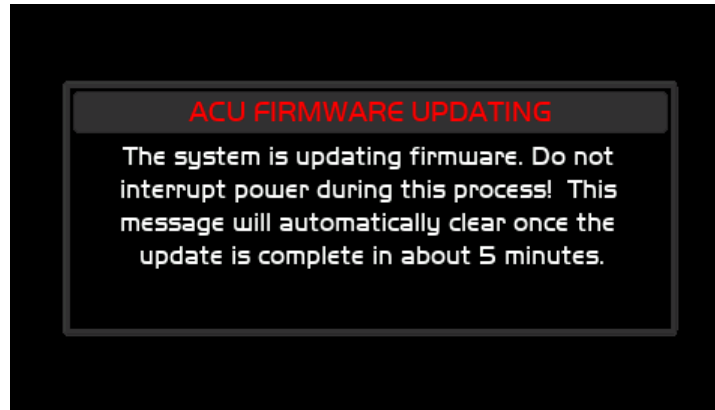 ACU FIRMWARE UPDATING
The system is updating firmware. Do not
interrupt power during this process!  This
message will automatically clear once the
update is complete in about 5 minutes.